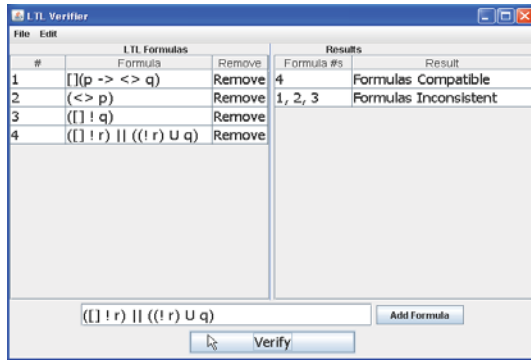 LTL Verifier
File Edit
LTL Formulas Results
# Formula Remove Formula #s Result
1 [](p -> <> q) Remove 4 Formulas Compatible
2 (<> p) Remove 1, 2, 3 Formulas Inconsistent
3 ([] ! q) Remove
4 ([] ! r) || ((! r) U q) Remove
([] ! r) || ((! r) U q) Add Formula
Verify